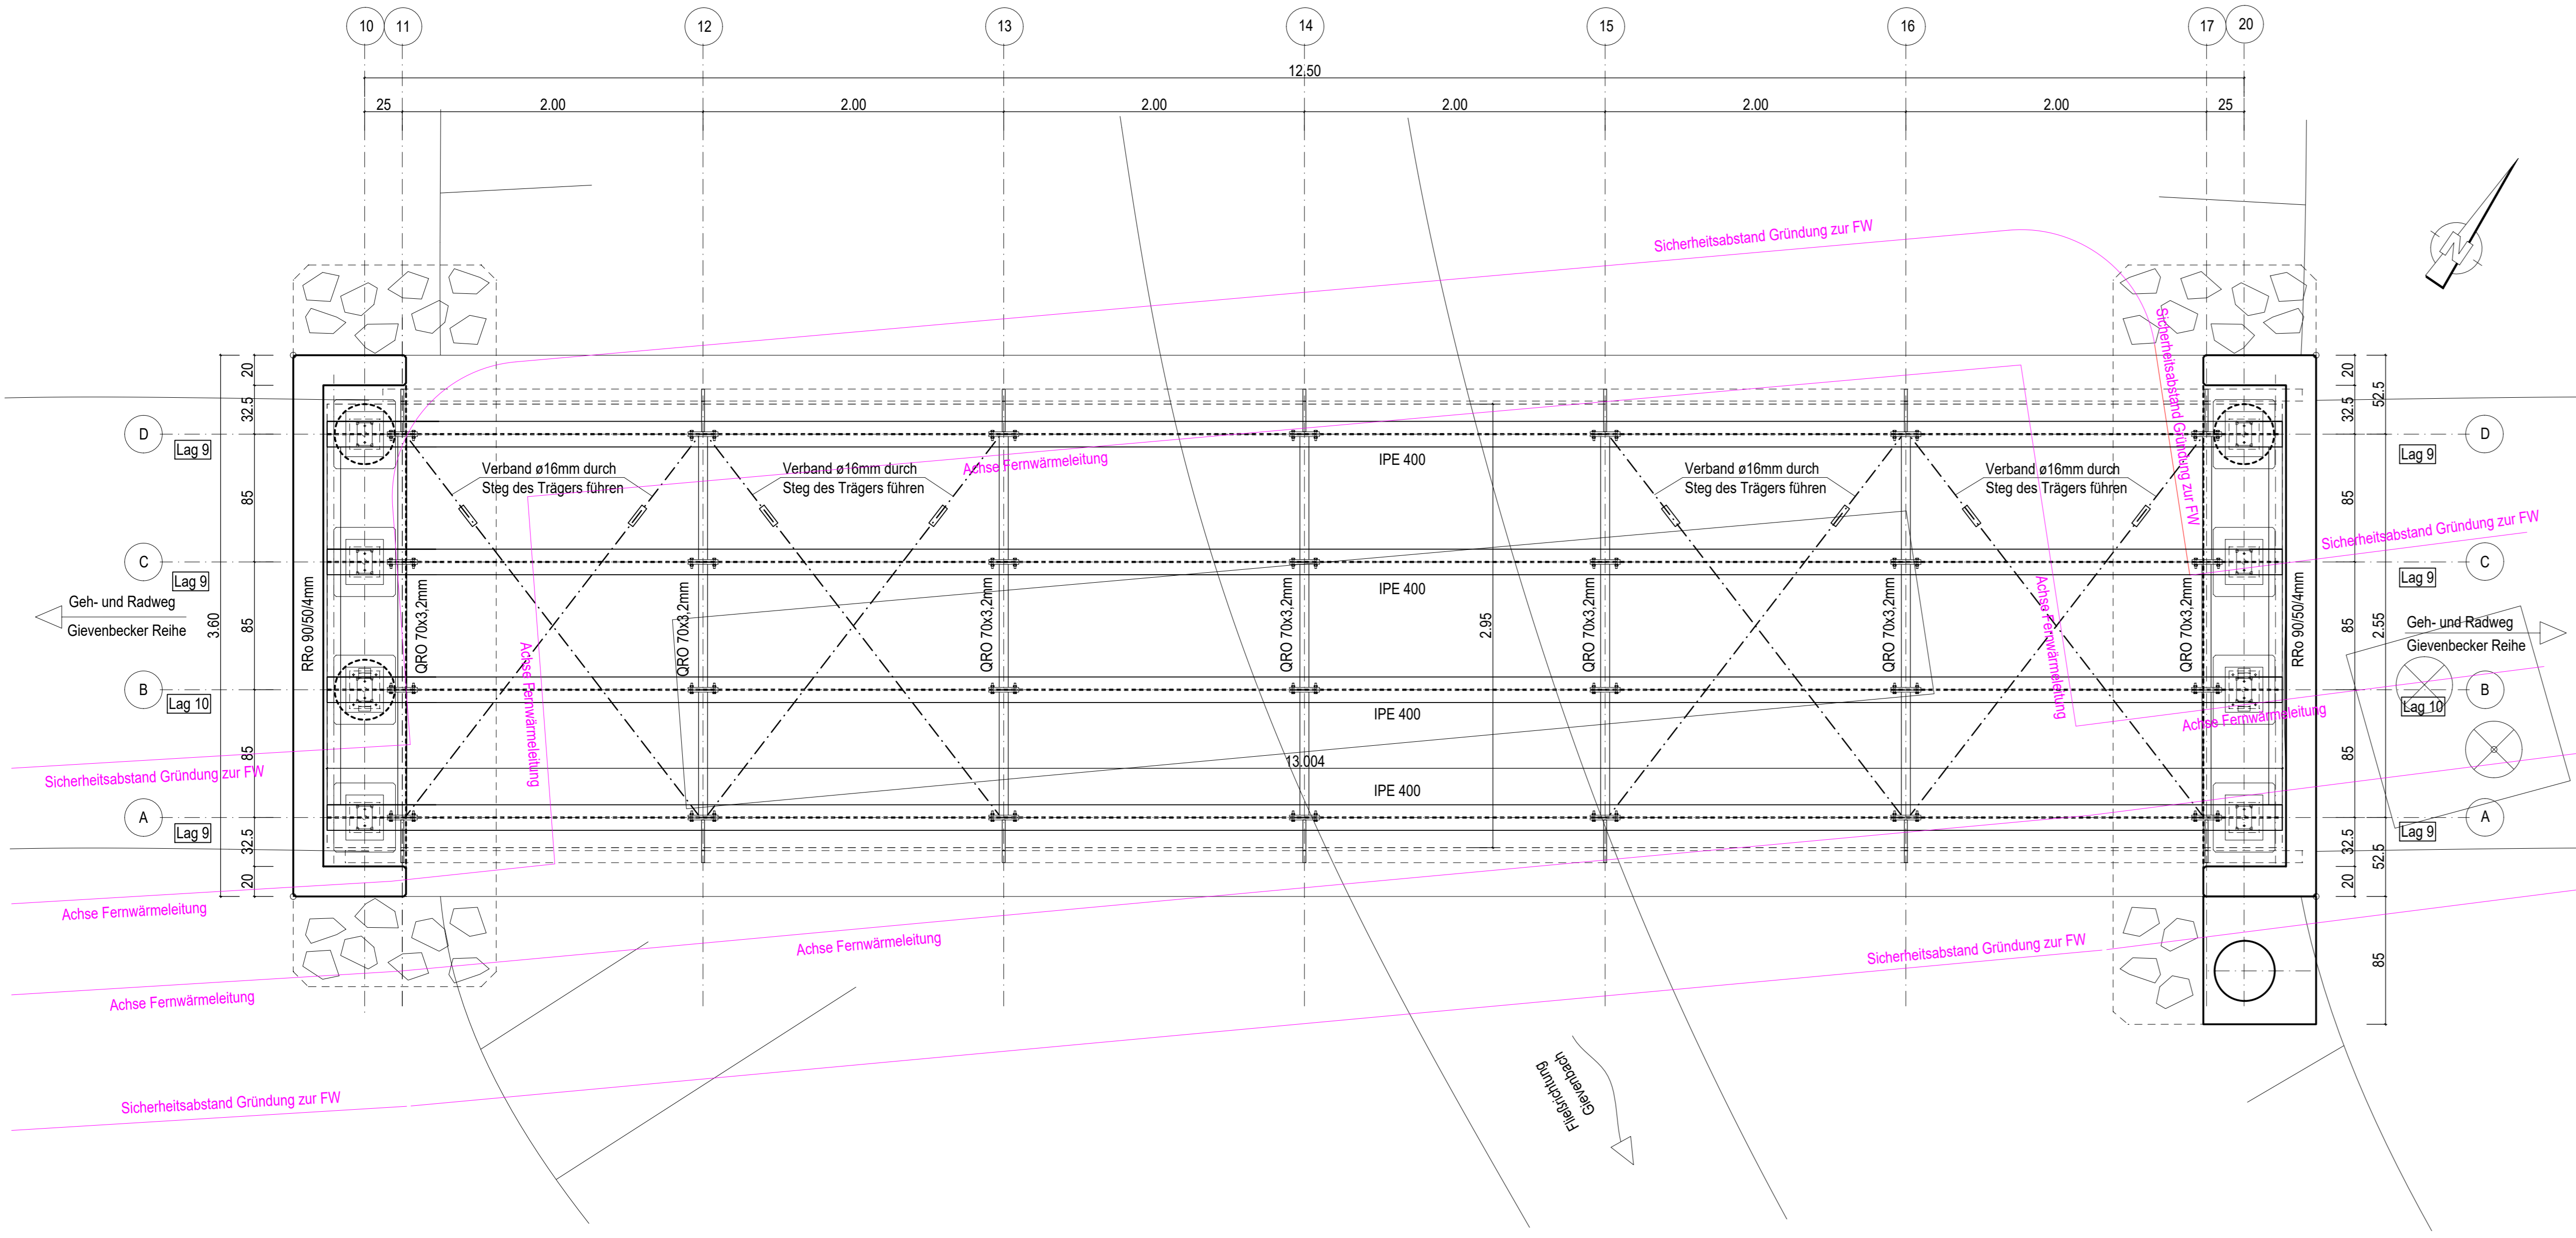 10
11
12
13
14
15
16
17
20
12.50
25
2.00
2.00
2.00
2.00
2.00
2.00
25
Sicherheitsabstand Gründung zur FW
N
Sicherheitsabstand Gründung zur FW
20
32.5
85
85
85
32.5
20
3.60
D
Lag 9
C
Lag 9
B
Lag 10
A
Lag 9
Geh- und Radweg
Gievenbecker Reihe
RRo 90/50/4mm
QRO 70x3,2mm
QRO 70x3,2mm
QRO 70x3,2mm
QRO 70x3,2mm
QRO 70x3,2mm
QRO 70x3,2mm
QRO 70x3,2mm
RRo 90/50/4mm
Verband ø16mm durch
Steg des Trägers führen
Verband ø16mm durch
Steg des Trägers führen
Verband ø16mm durch
Steg des Trägers führen
Verband ø16mm durch
Steg des Trägers führen
Achse Fernwärmeleitung
IPE 400
IPE 400
IPE 400
IPE 400
2.95
13.004
Achse Fernwärmeleitung
Achse Fernwärmeleitung
Achse Fernwärmeleitung
Sicherheitsabstand Gründung zur FW
20
32.5
85
85
85
32.5
20
52.5
2.55
52.5
85
D
Lag 9
C
Lag 9
B
Lag 10
A
Lag 9
Geh- und Radweg
Gievenbecker Reihe
Sicherheitsabstand Gründung zur FW
Achse Fernwärmeleitung
Achse Fernwärmeleitung
Achse Fernwärmeleitung
Sicherheitsabstand Gründung zur FW
Sicherheitsabstand Gründung zur FW
Fließrichtung
Gievenbach